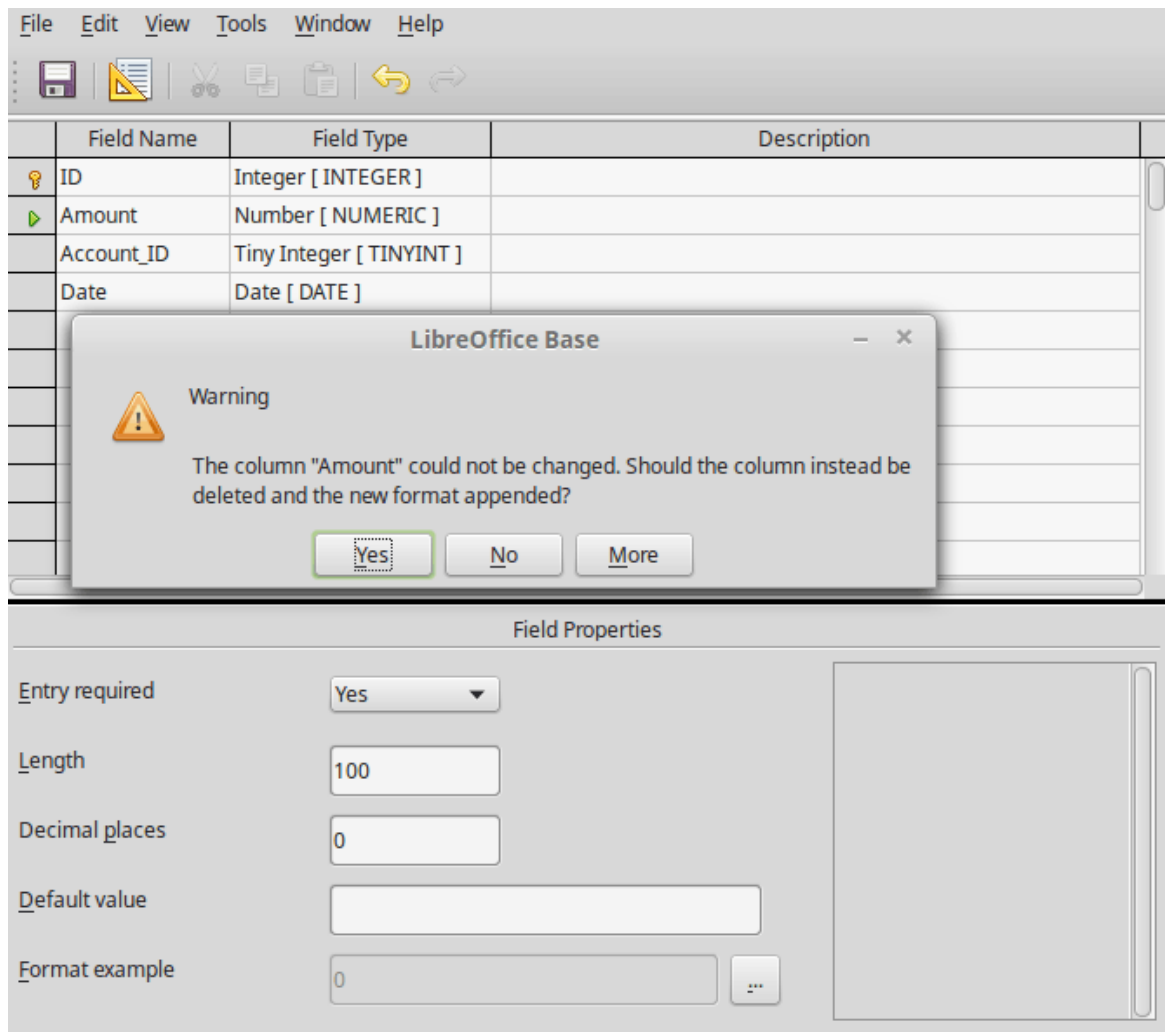 File Edit View Tools Window Help
Field Name Field Type Description
ID Integer [ INTEGER ]
Amount Number [ NUMERIC ]
Account_ID Tiny Integer [ TINYINT ]
Date Date [ DATE ]
LibreOffice Base
Warning
The column "Amount" could not be changed. Should the column instead be
deleted and the new format appended?
Yes No More
Field Properties
Entry required Yes
Length 100
Decimal places 0
Default value
Format example 0 ...